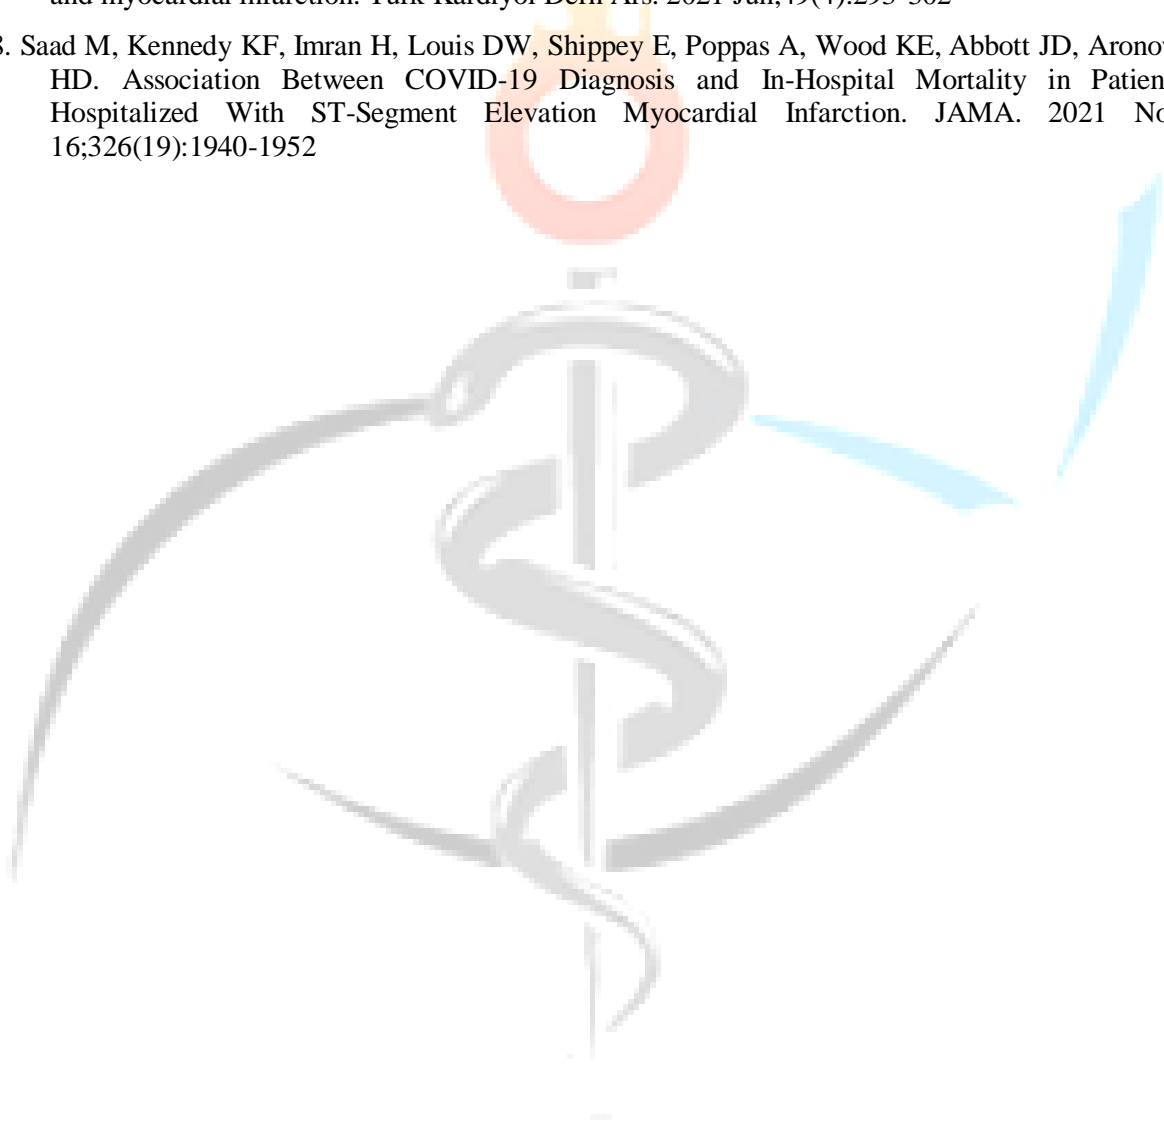 and myocardial infarction. Turk Kardiyol Dern Ars. 2021 Jun;49(4):293-302
8. Saad M, Kennedy KF, Imran H, Louis DW, Shippey E, Poppas A, Wood KE, Abbott JD, Arono
HD. Association Between COVID-19 Diagnosis and In-Hospital Mortality in Patien
Hospitalized With ST-Segment Elevation Myocardial Infarction. JAMA. 2021 No
16;326(19):1940-1952